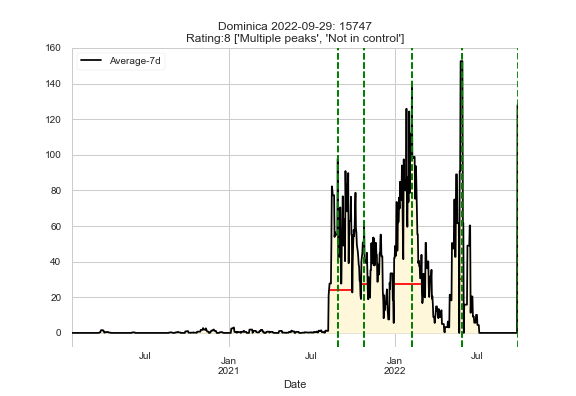 Dominica 2022-09-29: 15747
Rating:8 ['Multiple peaks', 'Not in control']
Average-7d
160
140
120
100
80
60
40
20
0
Jul
Jan
2021
Jul
Jan
2022
Jul
Date